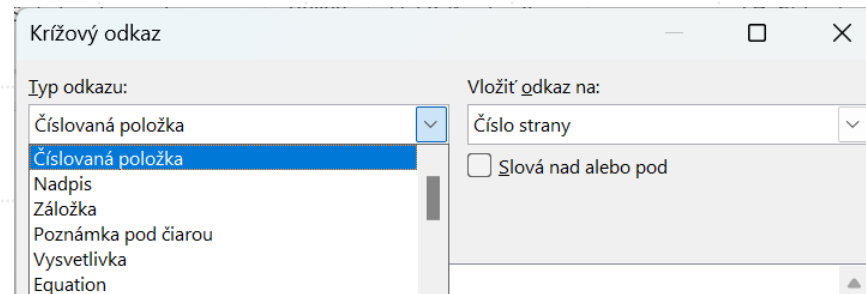 Krížový odkaz
Typ odkazu:
Vložiť odkaz na:
Číslovaná položka
Číslo strany
Číslovaná položka
Slová nad alebo pod
Nadpis
Záložka
Poznámka pod čiarou
Vysvetlivka
Equation